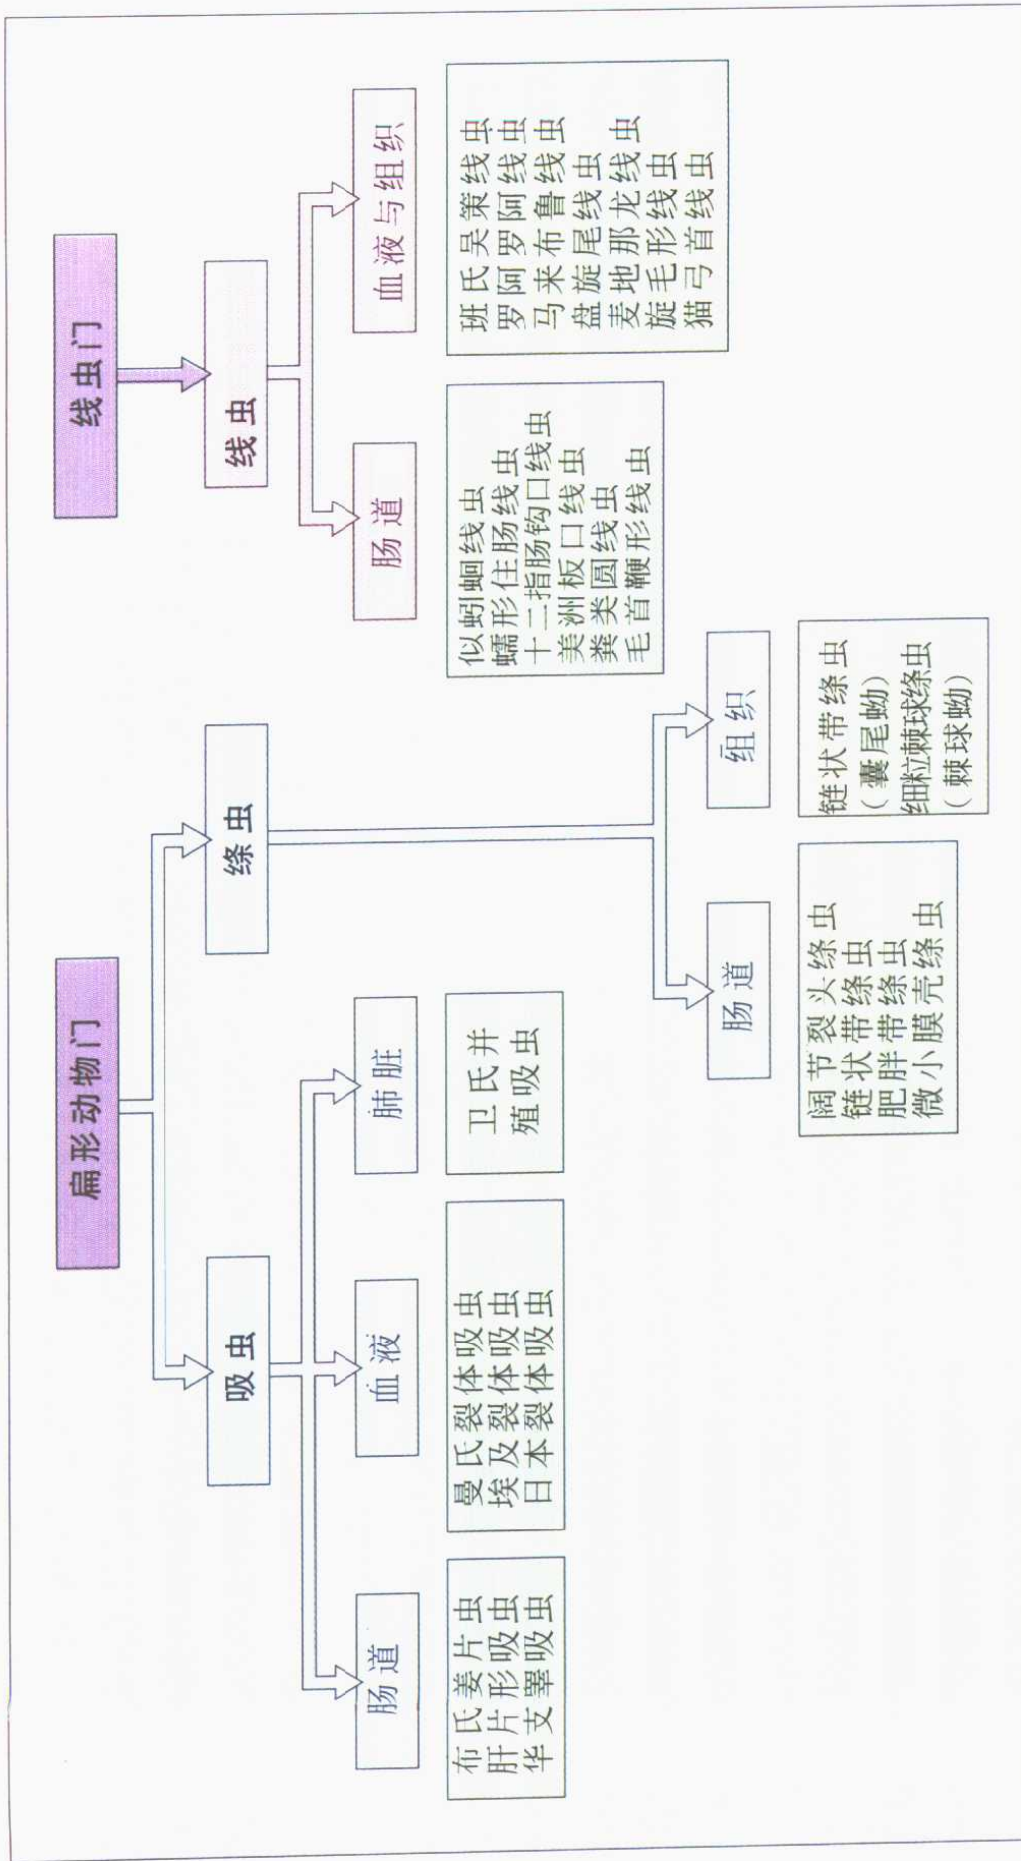 扁形动物门
线虫门
吸虫
绦虫
线虫
肠道
血液
肺脏
肠道
血液与组织
布氏姜片虫
肝片形吸虫
华支睾吸虫
曼氏裂体吸虫
埃及裂体吸虫
日本裂体吸虫
卫氏并
殖吸虫
似蚓蛔线虫
蠕形住肠线虫
十二指肠钩口线虫
美洲板口线虫
粪类圆线虫
毛首鞭形线虫
班氏吴策线虫
罗阿罗阿线虫
马来布鲁线虫
盘旋尾线虫
麦地那龙线虫
旋毛形线虫
猫弓首线虫
肠道
组织
阔节裂头绦虫
链状带绦虫
肥胖带绦虫
微小膜壳绦虫
链状带绦虫
(囊尾蚴)
细粒棘球绦虫
(棘球蚴)